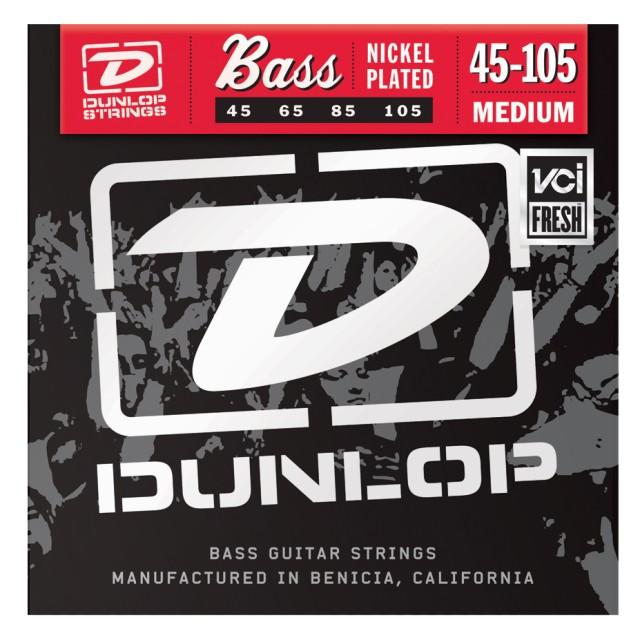 DUNLOP
STRINGS
Bass
45 65 85 105
NICKEL
PLATED
45-105
MEDIUM
VCi
FRESH
D
DUNLOP
BASS GUITAR STRINGS
MANUFACTURED IN BENICIA, CALIFORNIA